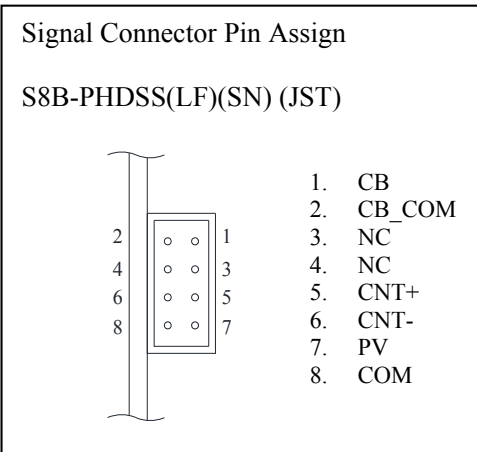 Signal Connector Pin Assign
S8B-PHDSS(LF)(SN) (JST)
1. CB
2 1 2. CB_COM
3. NC
4 3 4. NC
6 5 5. CNT+
6. CNT-
8 7 7. PV
8. COM